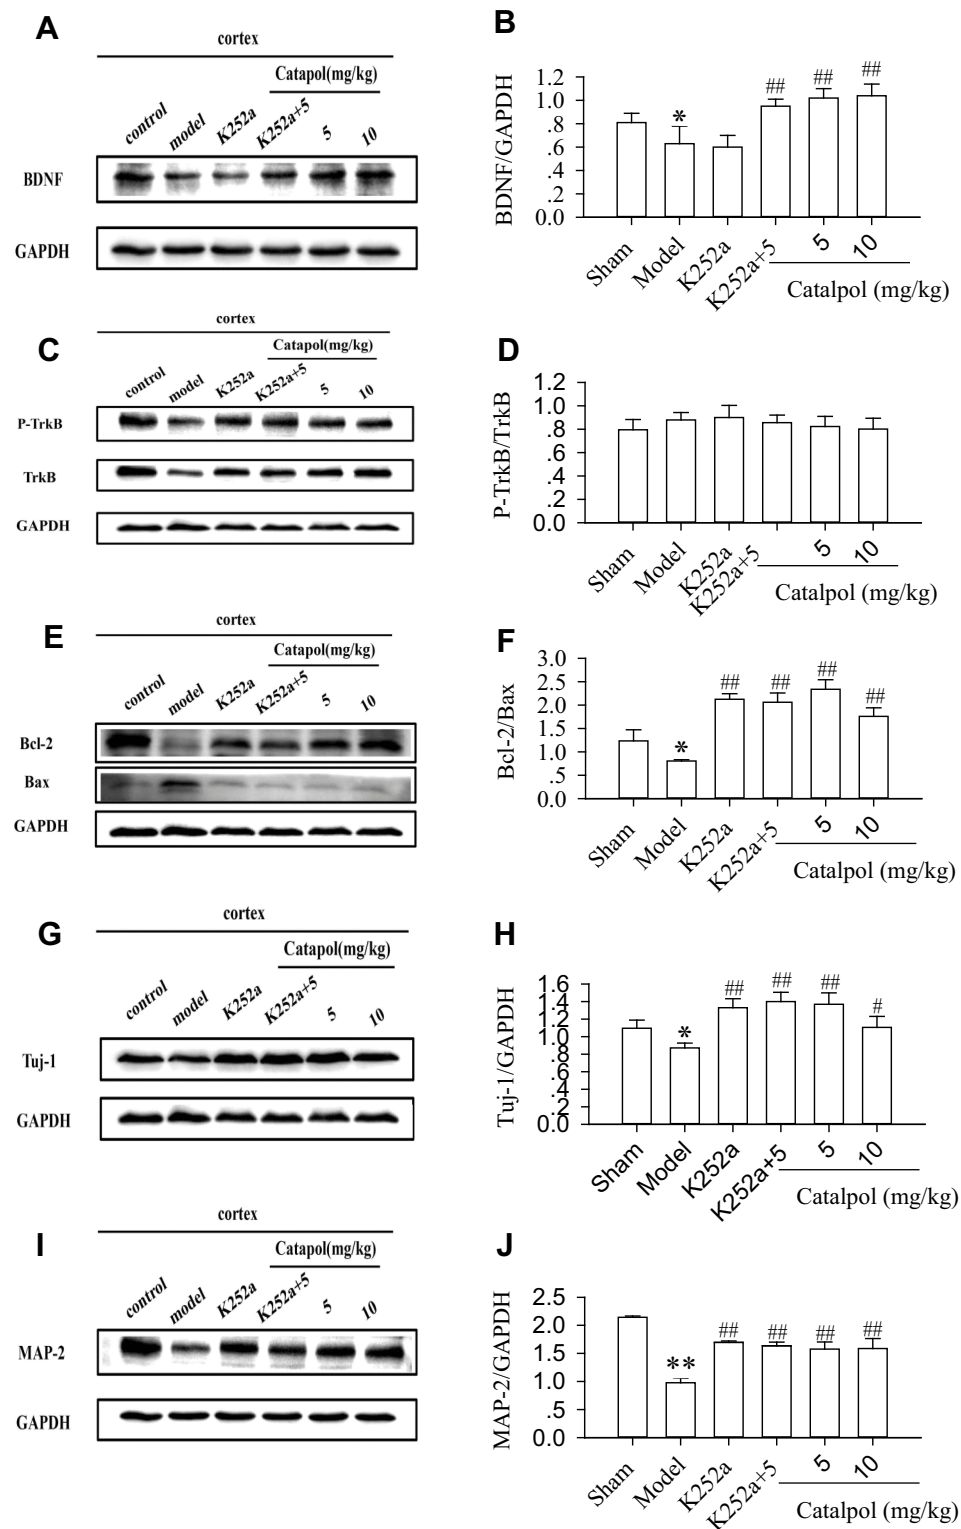 A
cortex
Catapol(mg/kg)
control model K252a K252a+5 5 10
BDNF
GAPDH
B
BDNF/GAPDH
1.2
1.0
.8
.6
.4
.2
0.0
* ## ## ##
Sham Model K252a K252a+5 5 10
Catalpol (mg/kg)
C
cortex
Catapol(mg/kg)
control model K252a K252a+5 5 10
P-TrkB
TrkB
GAPDH
D
P-TrkB/TrkB
1.2
1.0
.8
.6
.4
.2
0.0
Sham Model K252a K252a+5 5 10
Catalpol (mg/kg)
E
cortex
Catapol(mg/kg)
control model K252a K252a+5 5 10
Bcl-2
Bax
GAPDH
F
Bcl-2/Bax
3.0
2.5
2.0
1.5
1.0
.5
0.0
* ## ## ## ##
Sham Model K252a K252a+5 5 10
Catalpol (mg/kg)
G
cortex
Catapol(mg/kg)
control model K252a K252a+5 5 10
Tuj-1
GAPDH
H
Tuj-1/GAPDH
1.6
1.4
1.2
1.0
.8
.6
.4
.2
0.0
* ## ## ## #
Sham Model K252a K252a+5 5 10
Catalpol (mg/kg)
I
cortex
Catapol(mg/kg)
control model K252a K252a+5 5 10
MAP-2
GAPDH
J
MAP-2/GAPDH
2.5
2.0
1.5
1.0
.5
0.0
** ## ## ## ##
Sham Model K252a K252a+5 5 10
Catalpol (mg/kg)